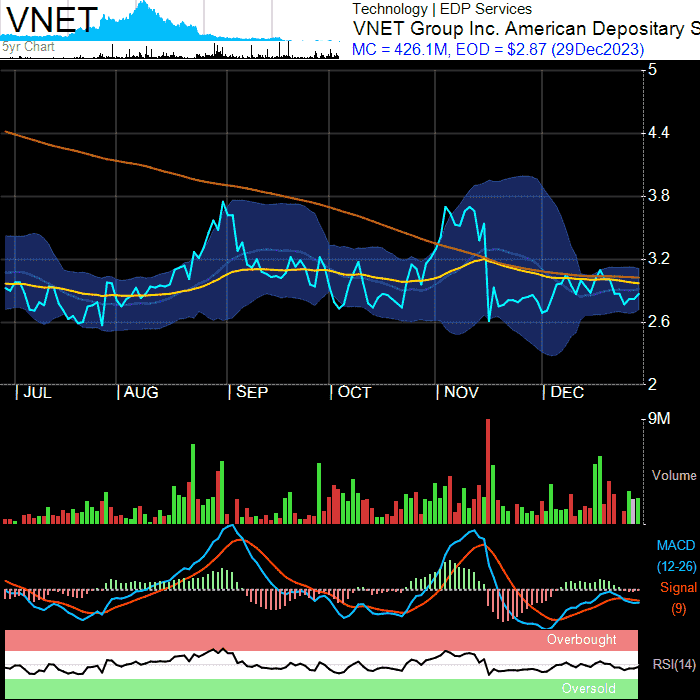 VNET
5yr Chart
Technology | EDP Services
VNET Group Inc. American Depositary S
MC = 426.1M, EOD = $2.87 (29Dec2023)
5
4.4
3.8
3.2
2.6
2
JUL AUG SEP OCT NOV DEC
9M
Volume
MACD
(12-26)
Signal
(9)
Overbought
RSI(14)
Oversold